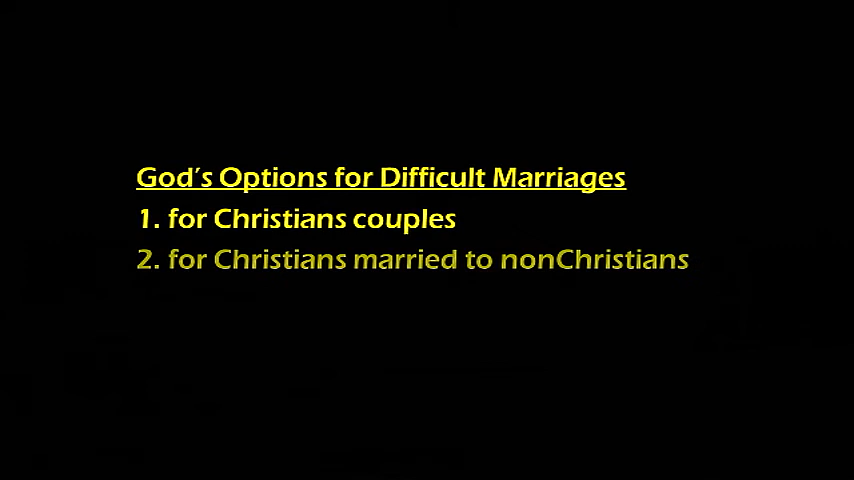 God's Options for Difficult Marriages
1. for Christians couples
2. for Christians married to nonChristians